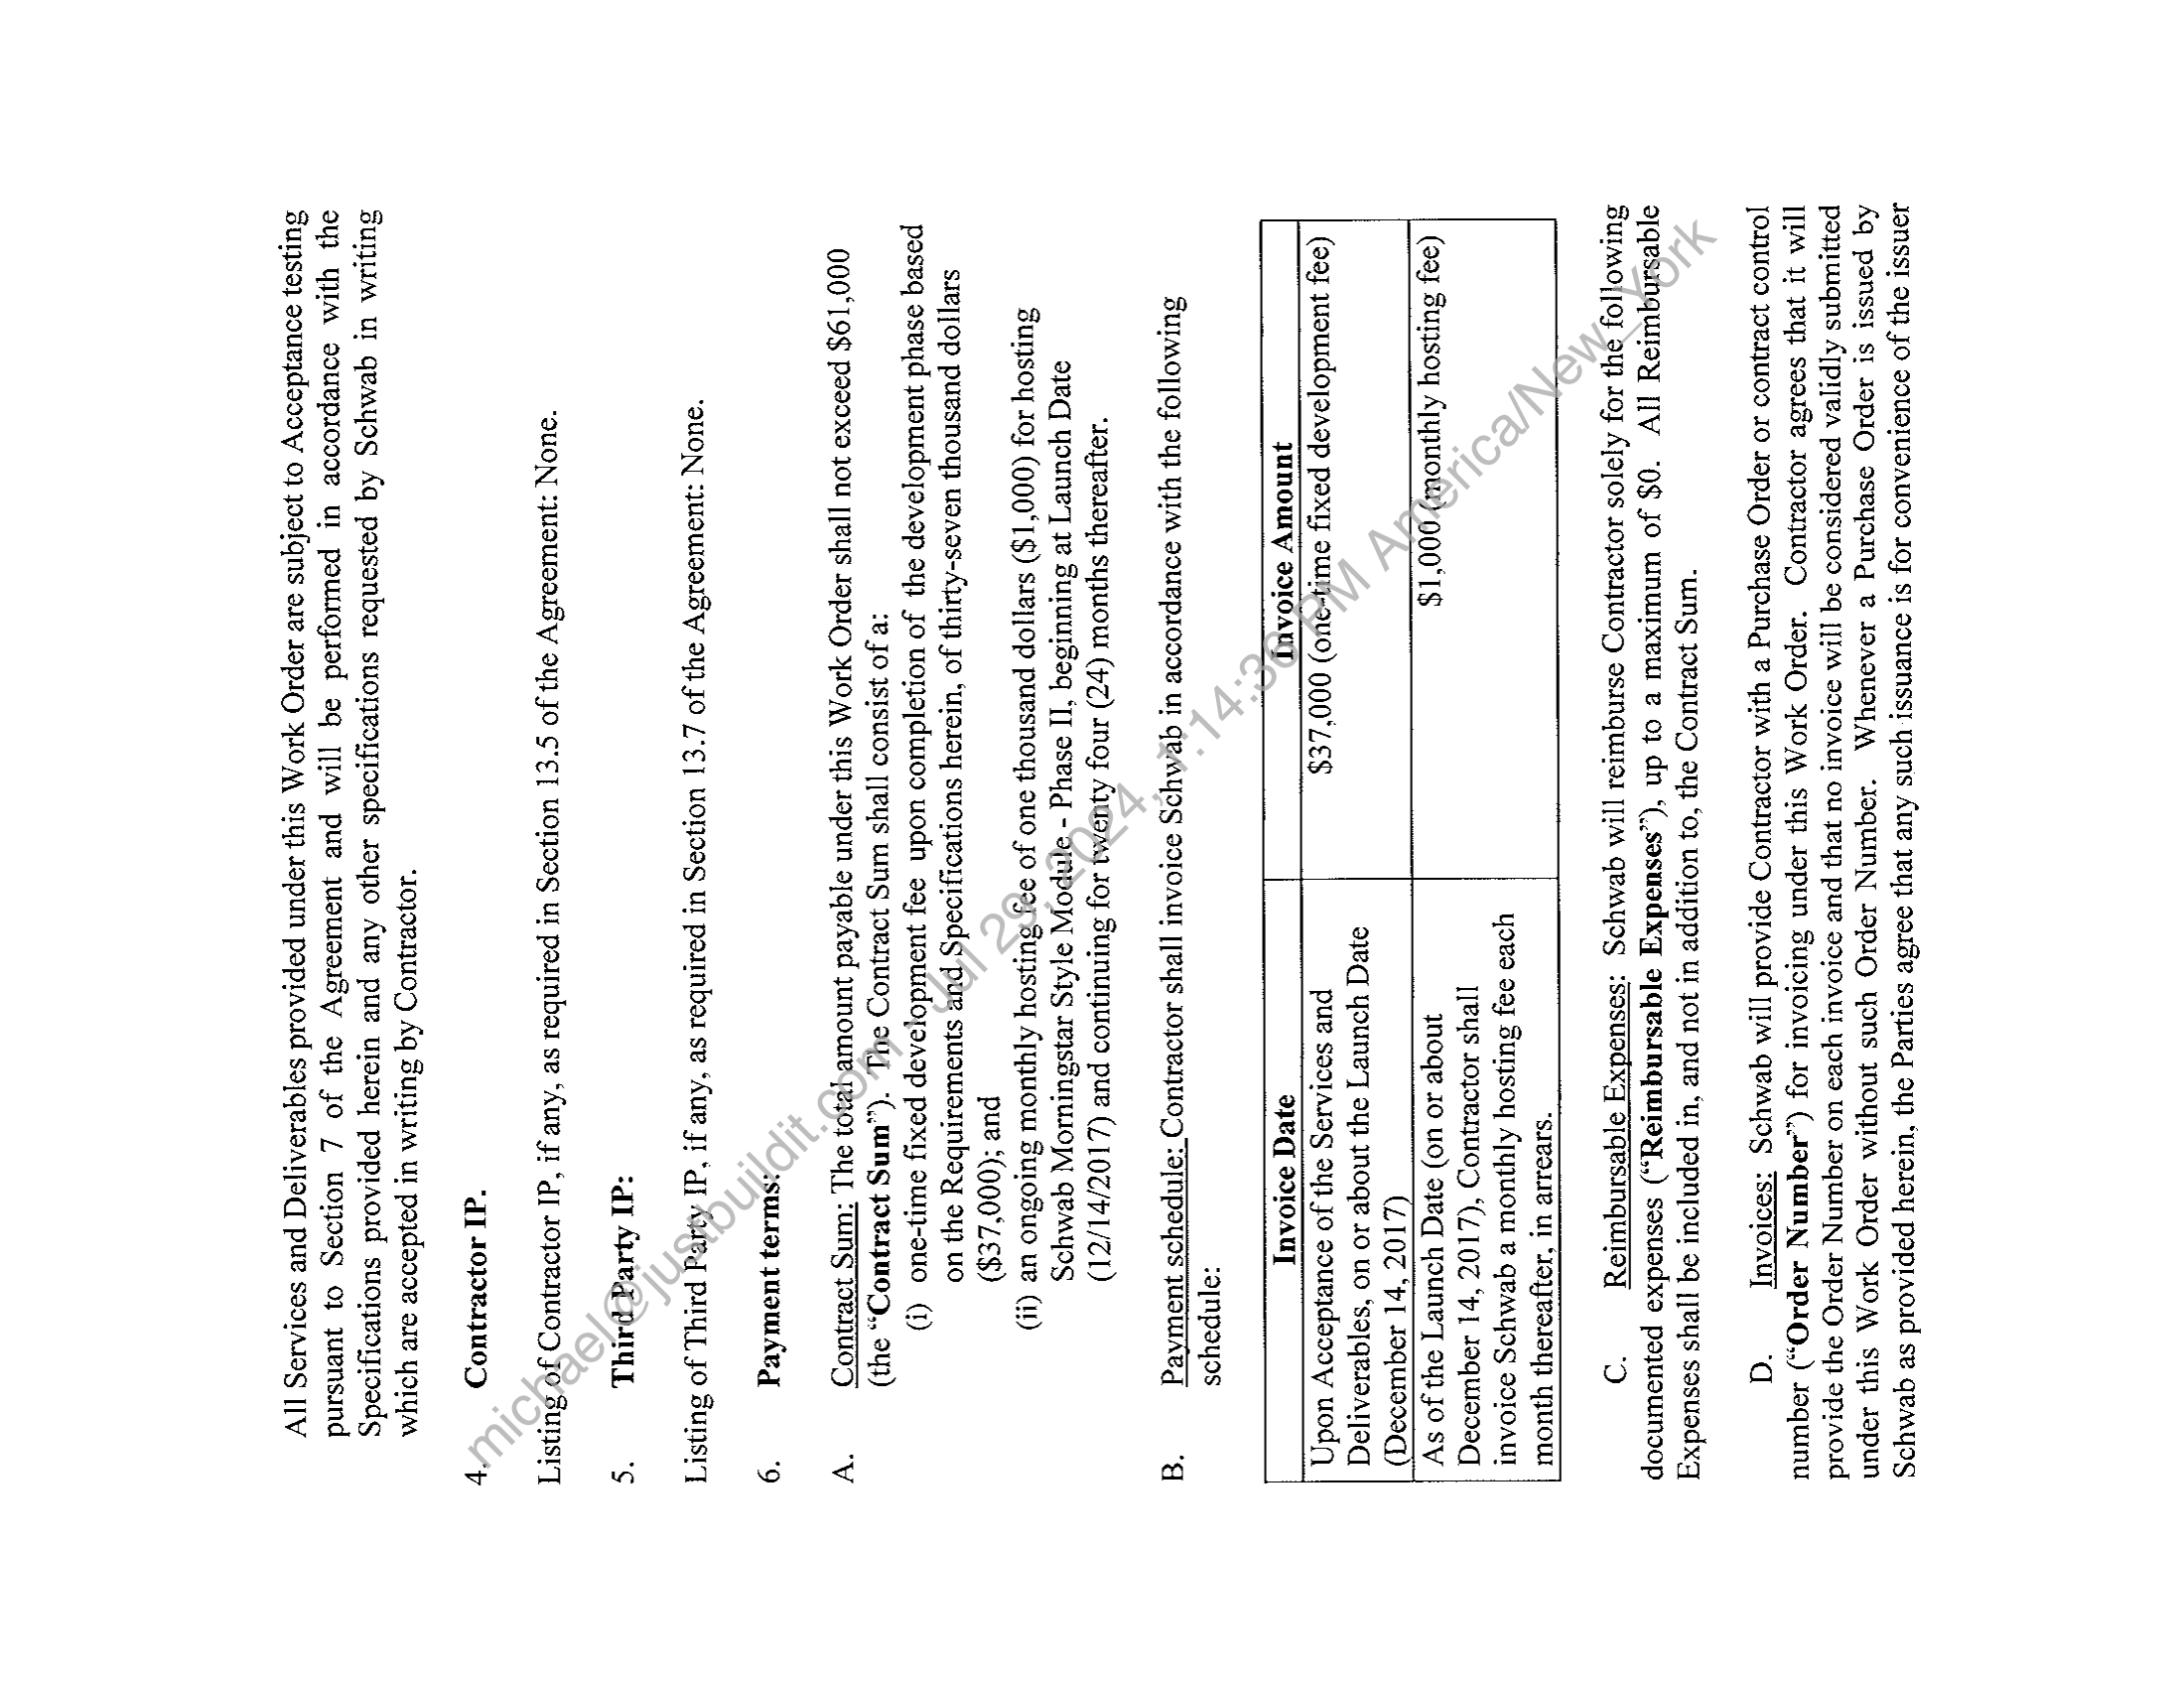 All Services and Deliverables provided under this Work Order are subject to Acceptance testing
pursuant to Section 7 of the Agreement and will be performed in accordance with the
Specifications provided herein and any other specifications requested by Schwab in writing
which are accepted in writing by Contractor.
4. Contractor IP.
Listing of Contractor IP, if any, as required in Section 13.5 of the Agreement: None.
5. Third Party IP:
Listing of Third Party IP, if any, as required in Section 13.7 of the Agreement: None.
6. Payment terms:
A. Contract Sum: The total amount payable under this Work Order shall not exceed $61,000
(the “Contract Sum”). The Contract Sum shall consist of a:
(i) one-time fixed development fee upon completion of the development phase based
on the Requirements and Specifications herein, of thirty-seven thousand dollars
($37,000); and
(ii) an ongoing monthly hosting fee of one thousand dollars ($1,000) for hosting
Schwab Morningstar Style Module - Phase II, beginning at Launch Date
(12/14/2017) and continuing for twenty four (24) months thereafter.
B. Payment schedule: Contractor shall invoice Schwab in accordance with the following
schedule:
Invoice Date Invoice Amount
Upon Acceptance of the Services and $37,000 (one-time fixed development fee)
Deliverables, on or about the Launch Date
(December 14, 2017)
As of the Launch Date (on or about $1,000 (monthly hosting fee)
December 14, 2017), Contractor shall
invoice Schwab a monthly hosting fee each
month thereafter, in arrears.
C. Reimbursable Expenses: Schwab will reimburse Contractor solely for the following
documented expenses (“Reimbursable Expenses”), up to a maximum of $0. All Reimbursable
Expenses shall be included in, and not in addition to, the Contract Sum.
D. Invoices: Schwab will provide Contractor with a Purchase Order or contract control
number (“Order Number”) for invoicing under this Work Order. Contractor agrees that it will
provide the Order Number on each invoice and that no invoice will be considered validly submitted
under this Work Order without such Order Number. Whenever a Purchase Order is issued by
Schwab as provided herein, the Parties agree that any such issuance is for convenience of the issuer
michael@justbuildit.com - Jul 29, 2024, 1:14:36 PM America/New_York